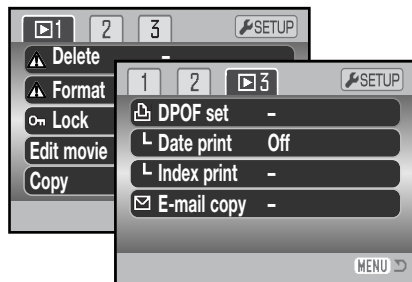 1 2 3 SETUP
Delete –
Format
Lock
Edit movie
Copy
1 2 3 SETUP
DPOF set –
Date print Off
Index print –
E-mail copy –
MENU